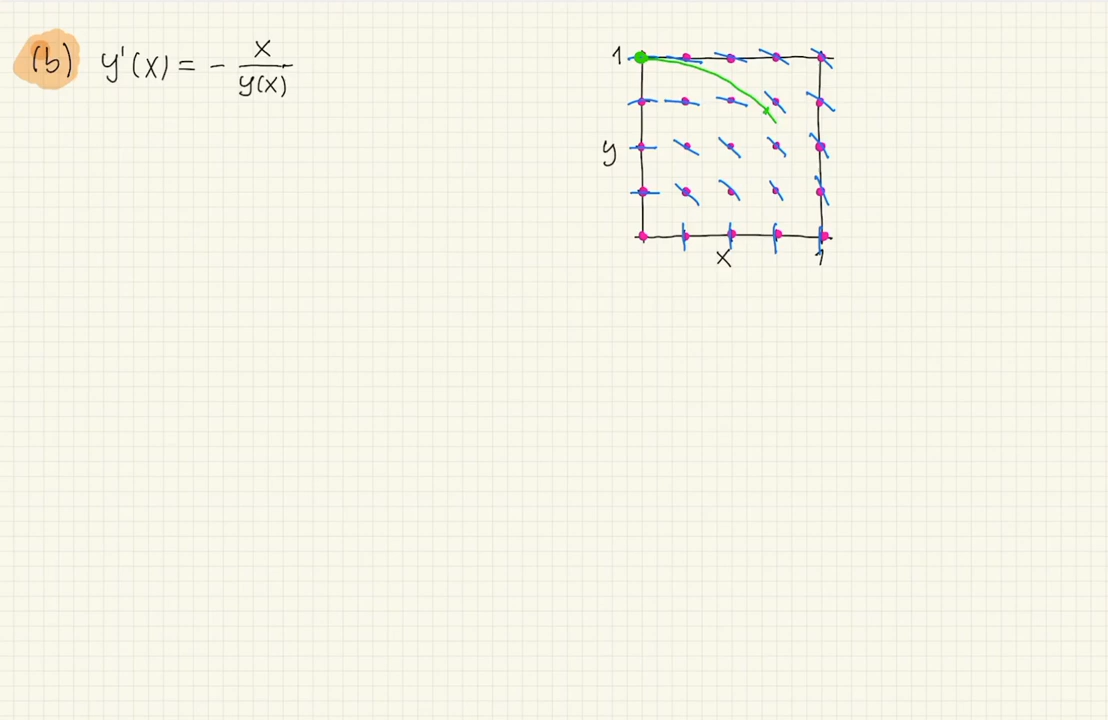 (b) y'(x) = - x / y(x)
1
y
x 1